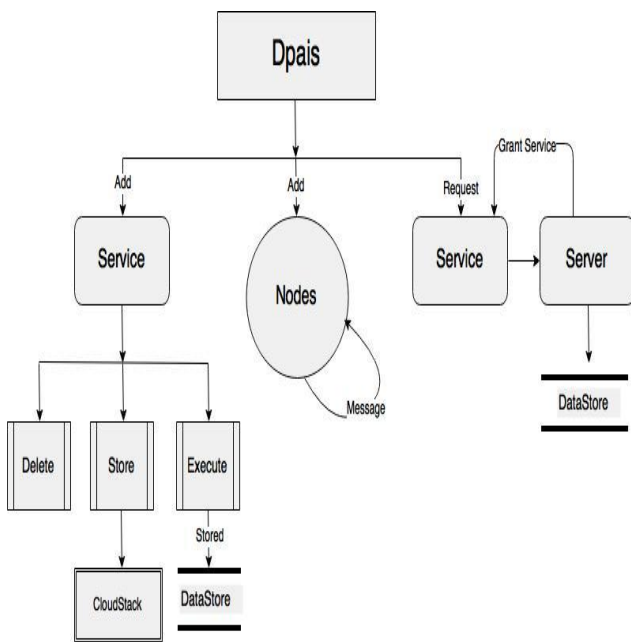 Dpais
Grant Service
Add
Add
Request
Service
Nodes
Service
Server
Message
DataStore
Delete
Store
Execute
Stored
CloudStack
DataStore